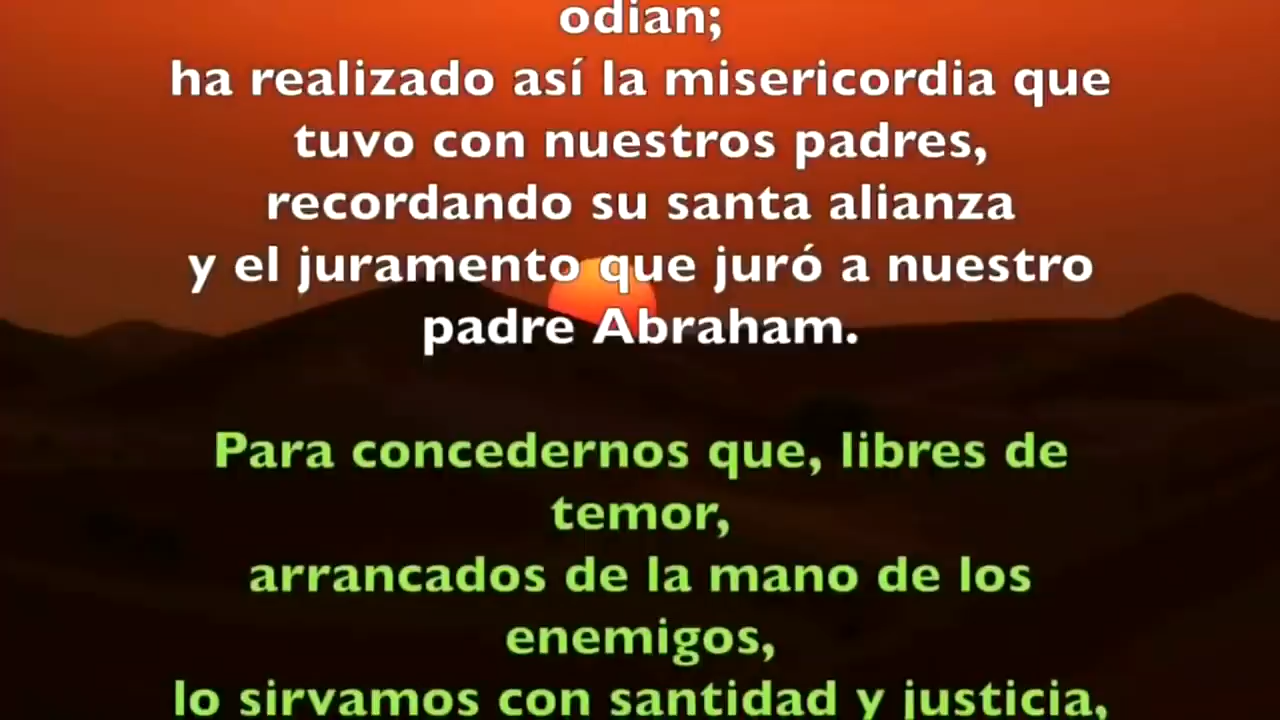 odian;
ha realizado así la misericordia que
tuvo con nuestros padres,
recordando su santa alianza
y el juramento que juró a nuestro
padre Abraham.
Para concedernos que, libres de
temor,
arrancados de la mano de los
enemigos,
lo sirvamos con santidad y justicia,